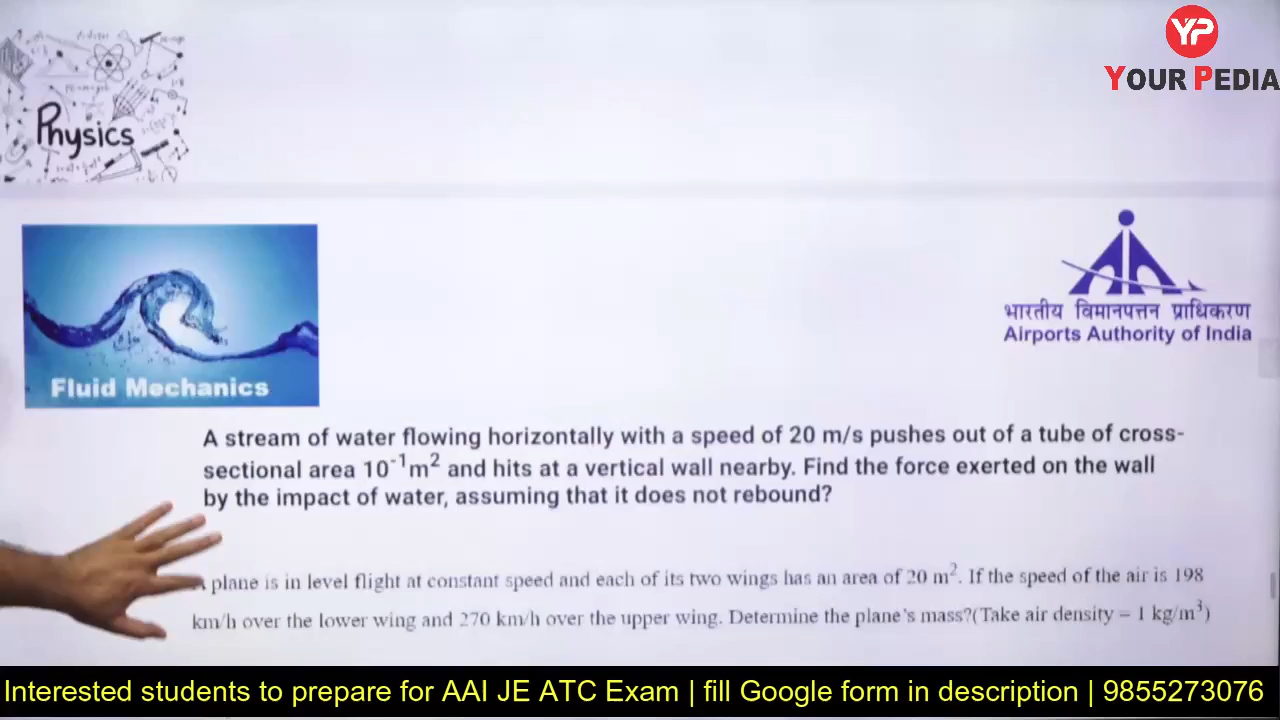 YP
YOUR PEDIA
Physics
भारतीय विमानपत्तन प्राधिकरण
Airports Authority of India
Fluid Mechanics
A stream of water flowing horizontally with a speed of 20 m/s pushes out of a tube of cross-
sectional area 10⁻¹m² and hits at a vertical wall nearby. Find the force exerted on the wall
by the impact of water, assuming that it does not rebound?
plane is in level flight at constant speed and each of its two wings has an area of 20 m². If the speed of the air is 198
km/h over the lower wing and 270 km/h over the upper wing. Determine the plane's mass?(Take air density = 1 kg/m³)
Interested students to prepare for AAI JE ATC Exam | fill Google form in description | 9855273076